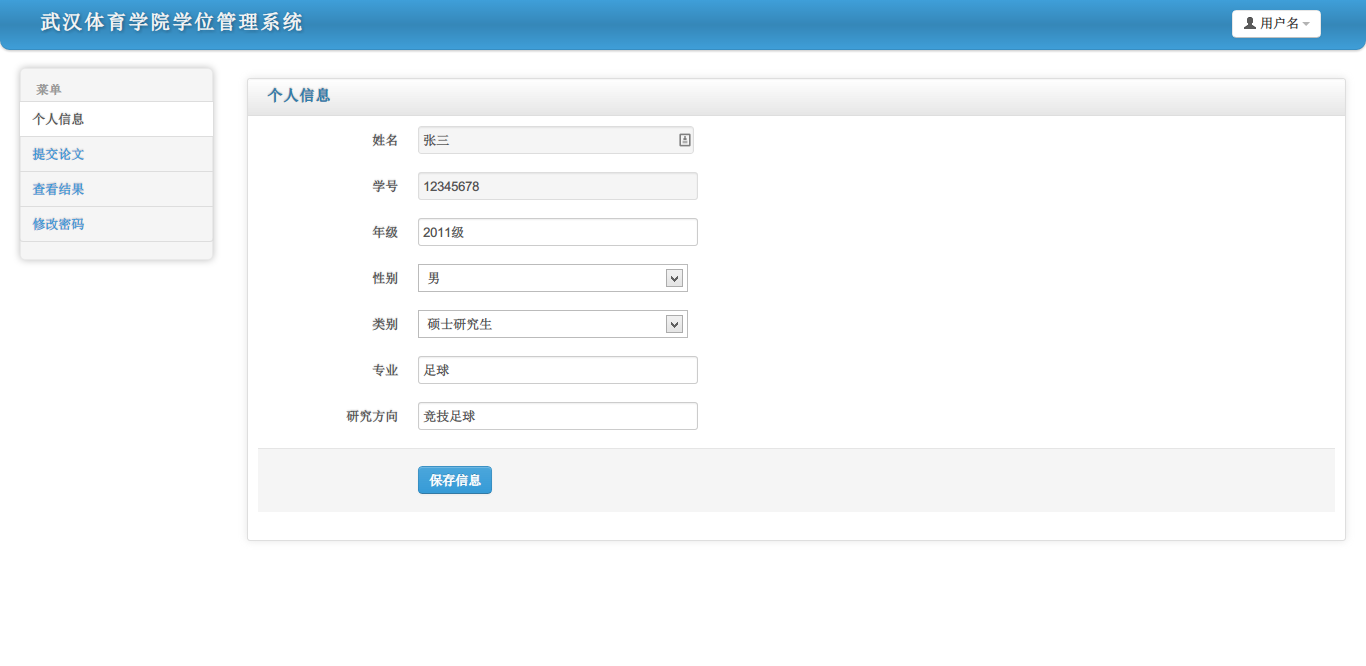 武汉体育学院学位管理系统
用户名
菜单
个人信息
提交论文
查看结果
修改密码
个人信息
姓名 张三
学号 12345678
年级 2011级
性别 男
类别 硕士研究生
专业 足球
研究方向 竞技足球
保存信息